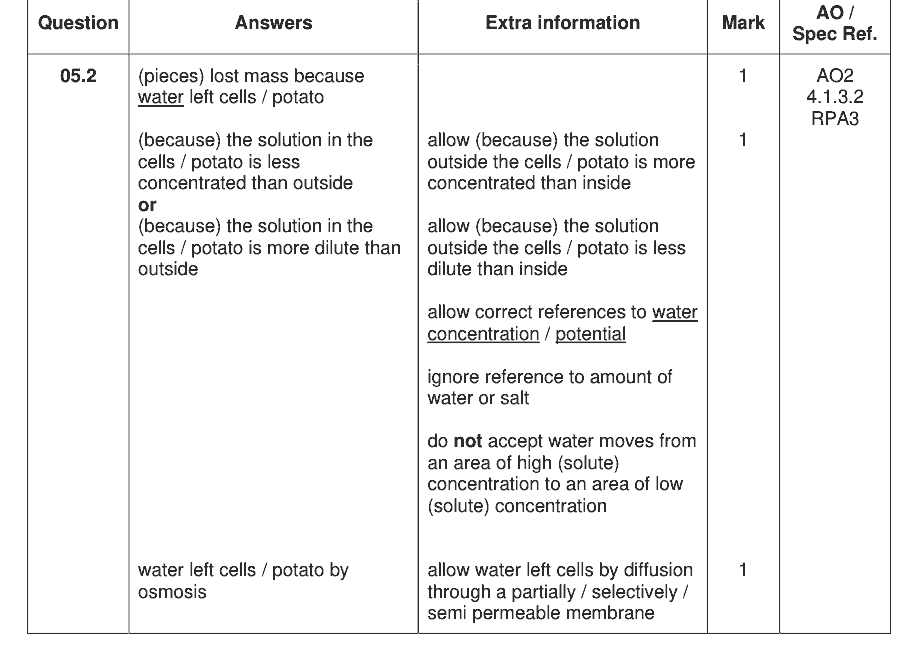 Question Answers Extra information Mark AO /
Spec Ref.
05.2 (pieces) lost mass because
water left cells / potato
1 AO2
4.1.3.2
RPA3
(because) the solution in the
cells / potato is less
concentrated than outside
or
(because) the solution in the
cells / potato is more dilute than
outside
allow (because) the solution
outside the cells / potato is more
concentrated than inside
1
allow (because) the solution
outside the cells / potato is less
dilute than inside
allow correct references to water
concentration / potential
ignore reference to amount of
water or salt
do not accept water moves from
an area of high (solute)
concentration to an area of low
(solute) concentration
water left cells / potato by
osmosis
allow water left cells by diffusion
through a partially / selectively /
semi permeable membrane
1